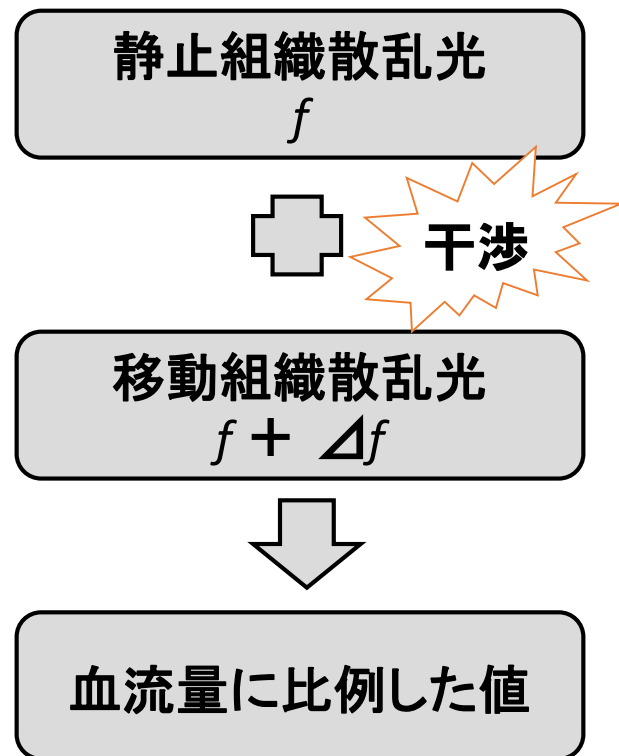 静止組織散乱光
f
干渉
移動組織散乱光
f + ⊿f
血流量に比例した値